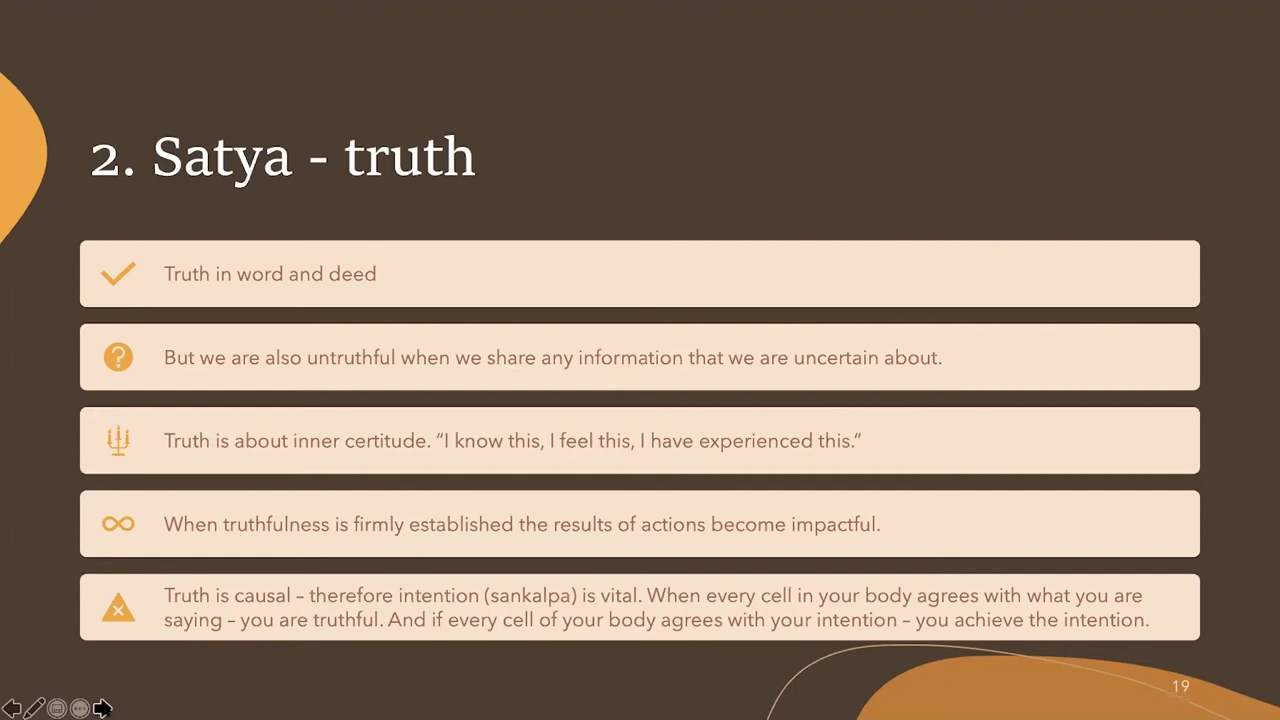 2. Satya - truth
Truth in word and deed
But we are also untruthful when we share any information that we are uncertain about.
Truth is about inner certitude. “I know this, I feel this, I have experienced this.”
When truthfulness is firmly established the results of actions become impactful.
Truth is causal – therefore intention (sankalpa) is vital. When every cell in your body agrees with what you are
saying – you are truthful. And if every cell of your body agrees with your intention – you achieve the intention.
19